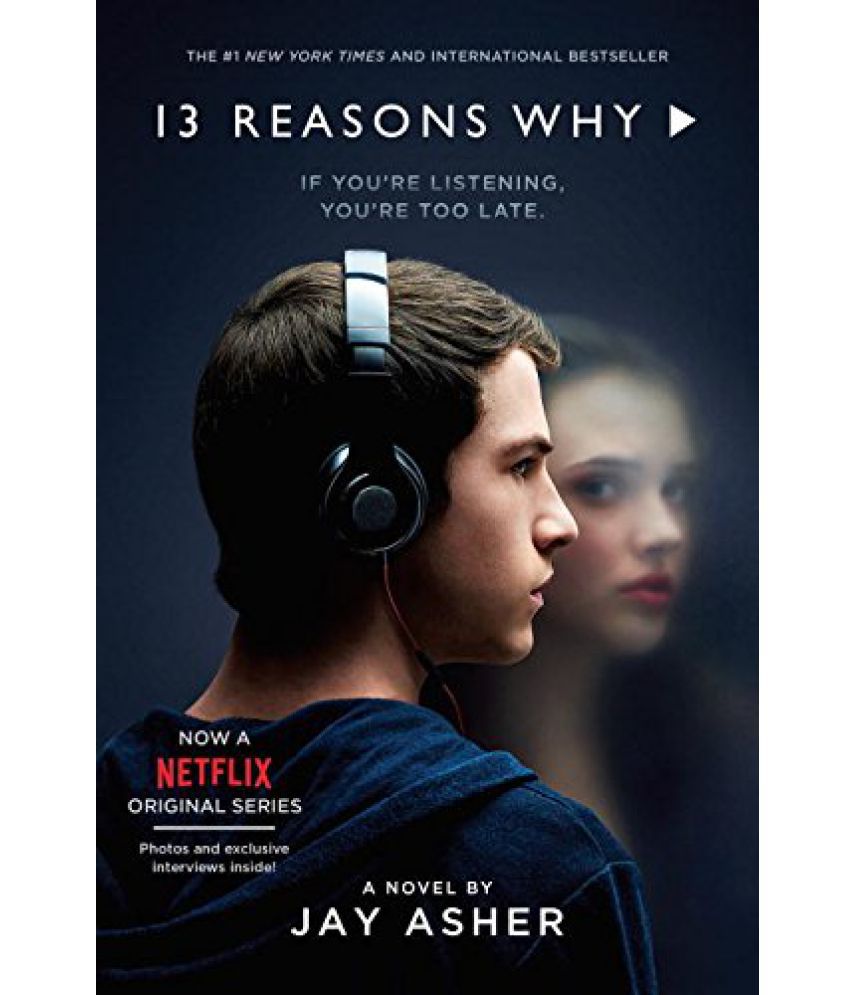 THE #1 NEW YORK TIMES AND INTERNATIONAL BESTSELLER
13 REASONS WHY ▶
IF YOU'RE LISTENING,
YOU'RE TOO LATE.
NOW A
NETFLIX
ORIGINAL SERIES
Photos and exclusive
interviews inside!
A NOVEL BY
JAY ASHER